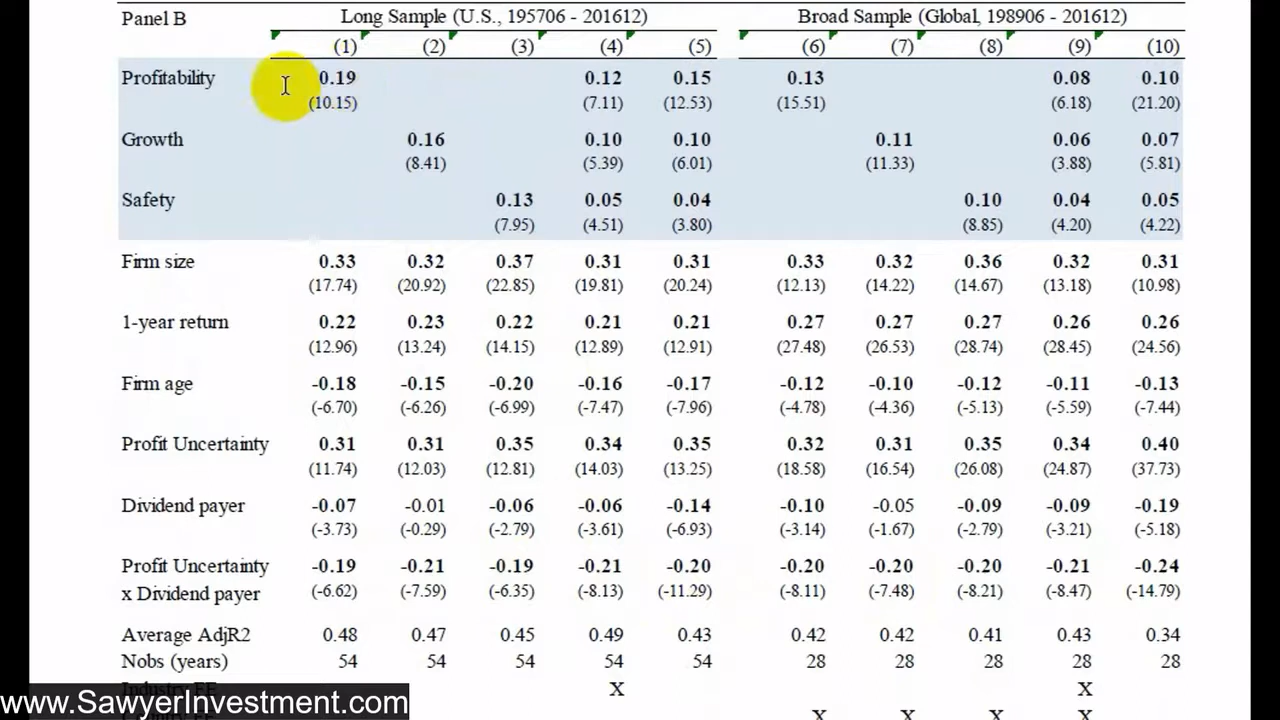 Panel B Long Sample (U.S., 195706 - 201612) Broad Sample (Global, 198906 - 201612)
(1) (2) (3) (4) (5) (6) (7) (8) (9) (10)
Profitability 0.19 0.12 0.15 0.13 0.08 0.10
(10.15) (7.11) (12.53) (15.51) (6.18) (21.20)
Growth 0.16 0.10 0.10 0.11 0.06 0.07
(8.41) (5.39) (6.01) (11.33) (3.88) (5.81)
Safety 0.13 0.05 0.04 0.10 0.04 0.05
(7.95) (4.51) (3.80) (8.85) (4.20) (4.22)
Firm size 0.33 0.32 0.37 0.31 0.31 0.33 0.32 0.36 0.32 0.31
(17.74) (20.92) (22.85) (19.81) (20.24) (12.13) (14.22) (14.67) (13.18) (10.98)
1-year return 0.22 0.23 0.22 0.21 0.21 0.27 0.27 0.27 0.26 0.26
(12.96) (13.24) (14.15) (12.89) (12.91) (27.48) (26.53) (28.74) (28.45) (24.56)
Firm age -0.18 -0.15 -0.20 -0.16 -0.17 -0.12 -0.10 -0.12 -0.11 -0.13
(-6.70) (-6.26) (-6.99) (-7.47) (-7.96) (-4.78) (-4.36) (-5.13) (-5.59) (-7.44)
Profit Uncertainty 0.31 0.31 0.35 0.34 0.35 0.32 0.31 0.35 0.34 0.40
(11.74) (12.03) (12.81) (14.03) (13.25) (18.58) (16.54) (26.08) (24.87) (37.73)
Dividend payer -0.07 -0.01 -0.06 -0.06 -0.14 -0.10 -0.05 -0.09 -0.09 -0.19
(-3.73) (-0.29) (-2.79) (-3.61) (-6.93) (-3.14) (-1.67) (-2.79) (-3.21) (-5.18)
Profit Uncertainty -0.19 -0.21 -0.19 -0.21 -0.20 -0.20 -0.20 -0.20 -0.21 -0.24
x Dividend payer (-6.62) (-7.59) (-6.35) (-8.13) (-11.29) (-8.11) (-7.48) (-8.21) (-8.47) (-14.79)
Average AdjR2 0.48 0.47 0.45 0.49 0.43 0.42 0.42 0.41 0.43 0.34
Nobs (years) 54 54 54 54 54 28 28 28 28 28
X X
www.SawyerInvestment.com
X X X X